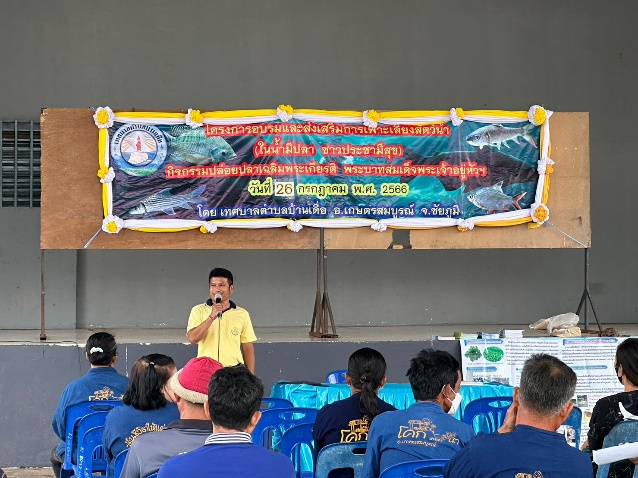 โครงการอบรมและส่งเสริมการเพาะเลี้ยงสัตว์น้ำ
(ในน้ำมีปลา ชาวประชามีสุข)
กิจกรรมปล่อยปลาเฉลิมพระเกียรติ พระบาทสมเด็จพระเจ้าอยู่หัวฯ
วันที่ 26 กรกฎาคม พ.ศ. 2566
โดย เทศบาลตำบลบ้านเดื่อ อ.เกษตรสมบูรณ์ จ.ชัยภูมิ